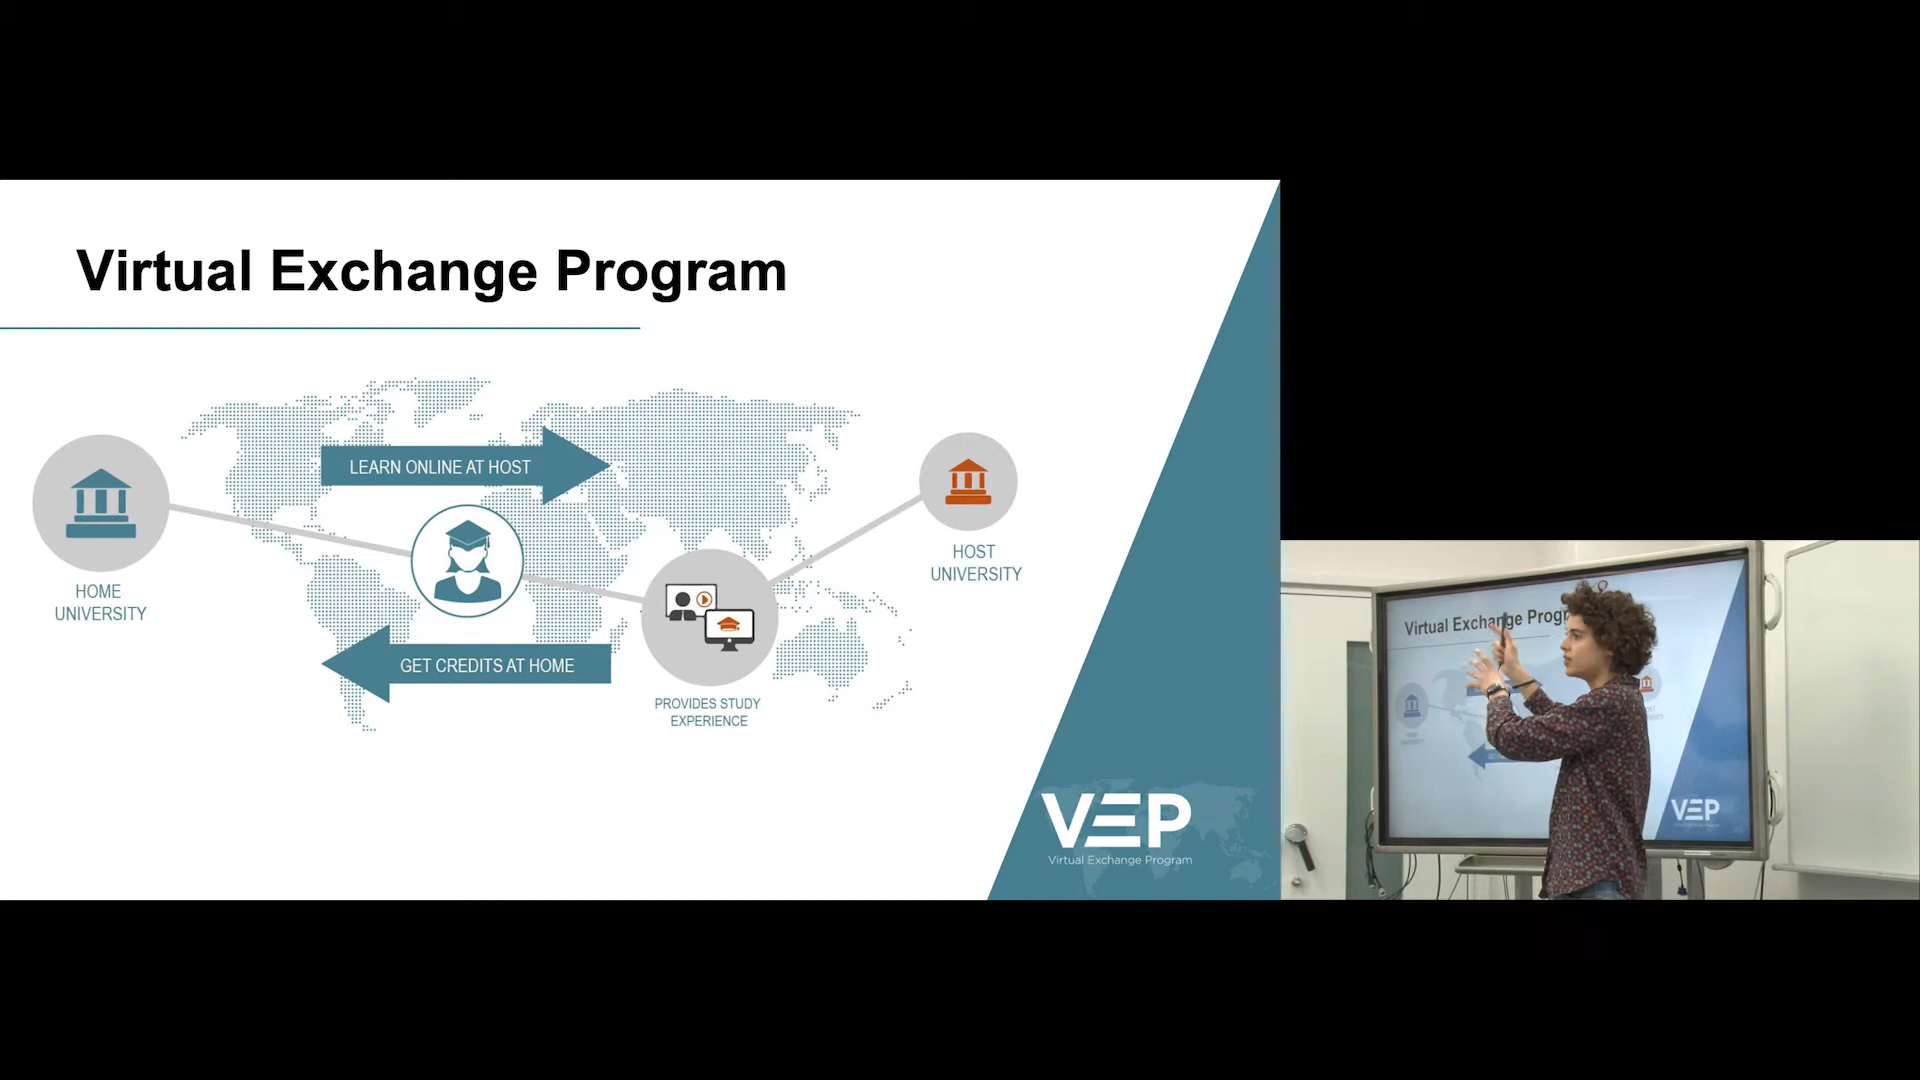 Virtual Exchange Program
LEARN ONLINE AT HOST
HOME
UNIVERSITY
HOST
UNIVERSITY
GET CREDITS AT HOME
PROVIDES STUDY
EXPERIENCE
VEP
Virtual Exchange Program
Virtual Exchange Progr
VEP